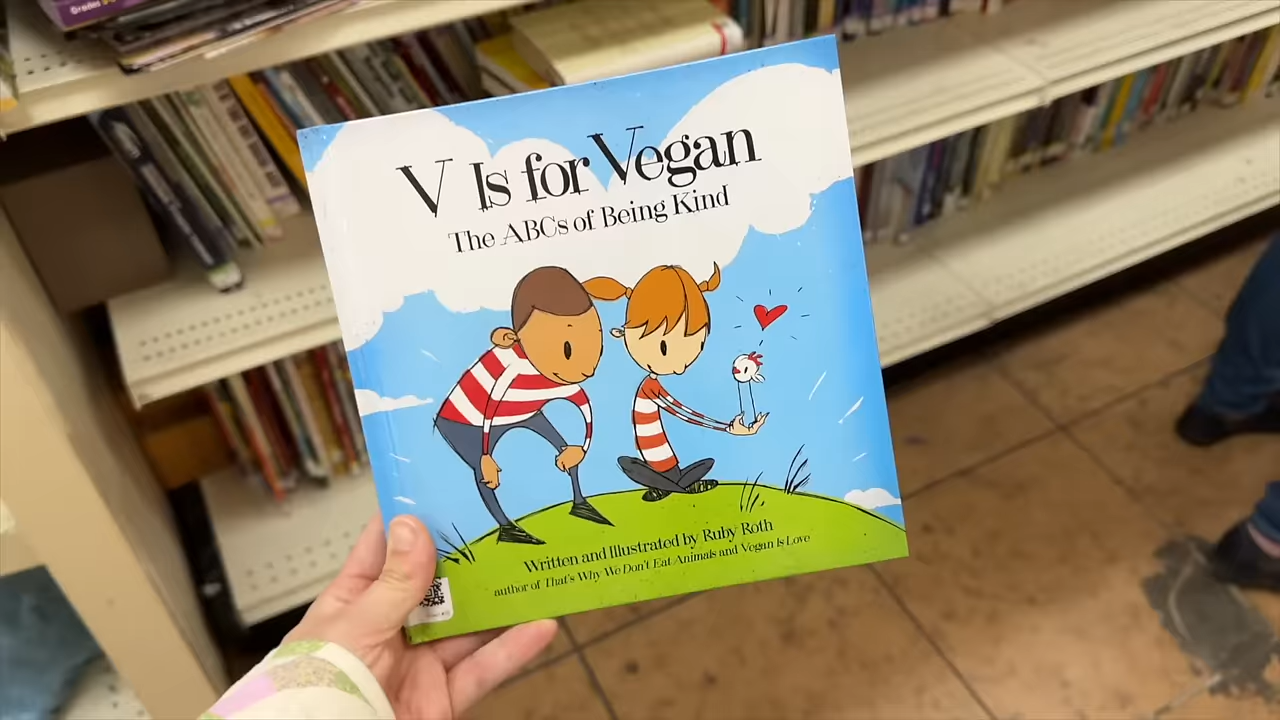 V Is for Vegan
The ABCs of Being Kind
Written and Illustrated by Ruby Roth
author of That's Why We Don't Eat Animals and Vegan Is Love